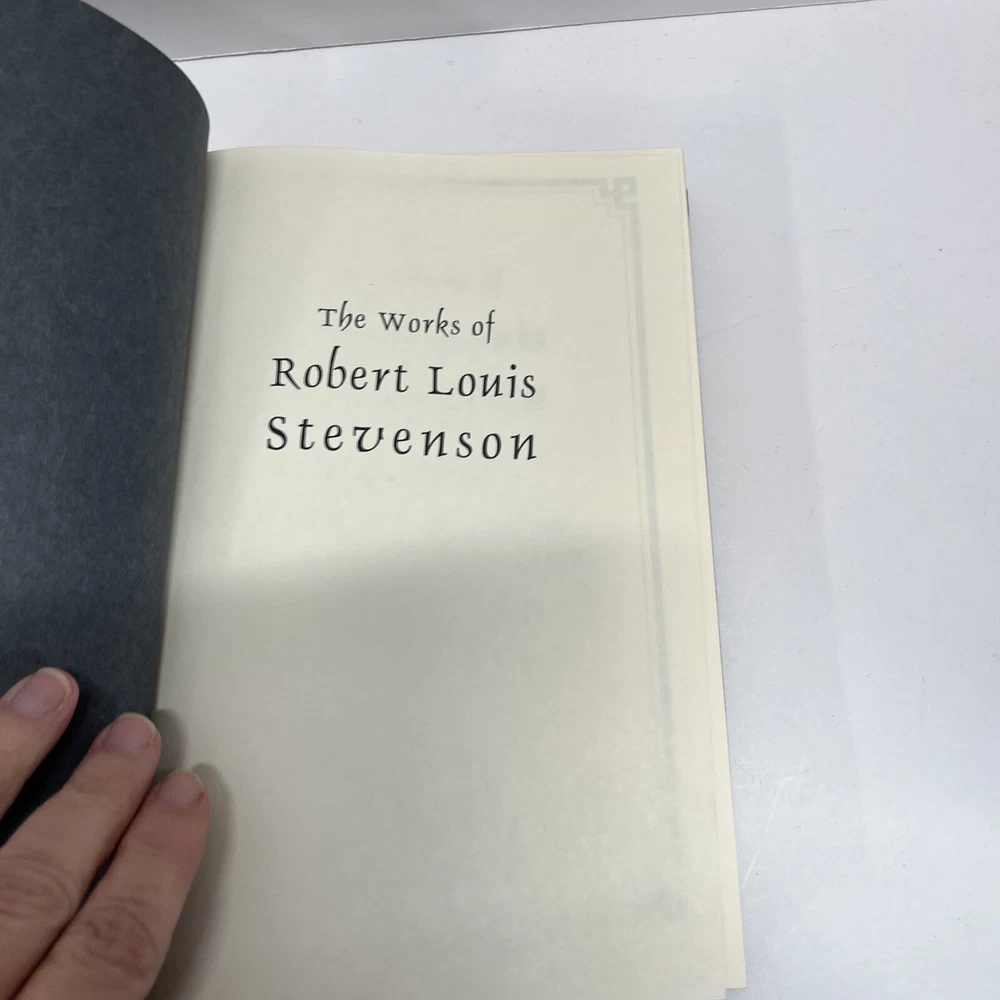 The Works of
Robert Louis
Stevenson